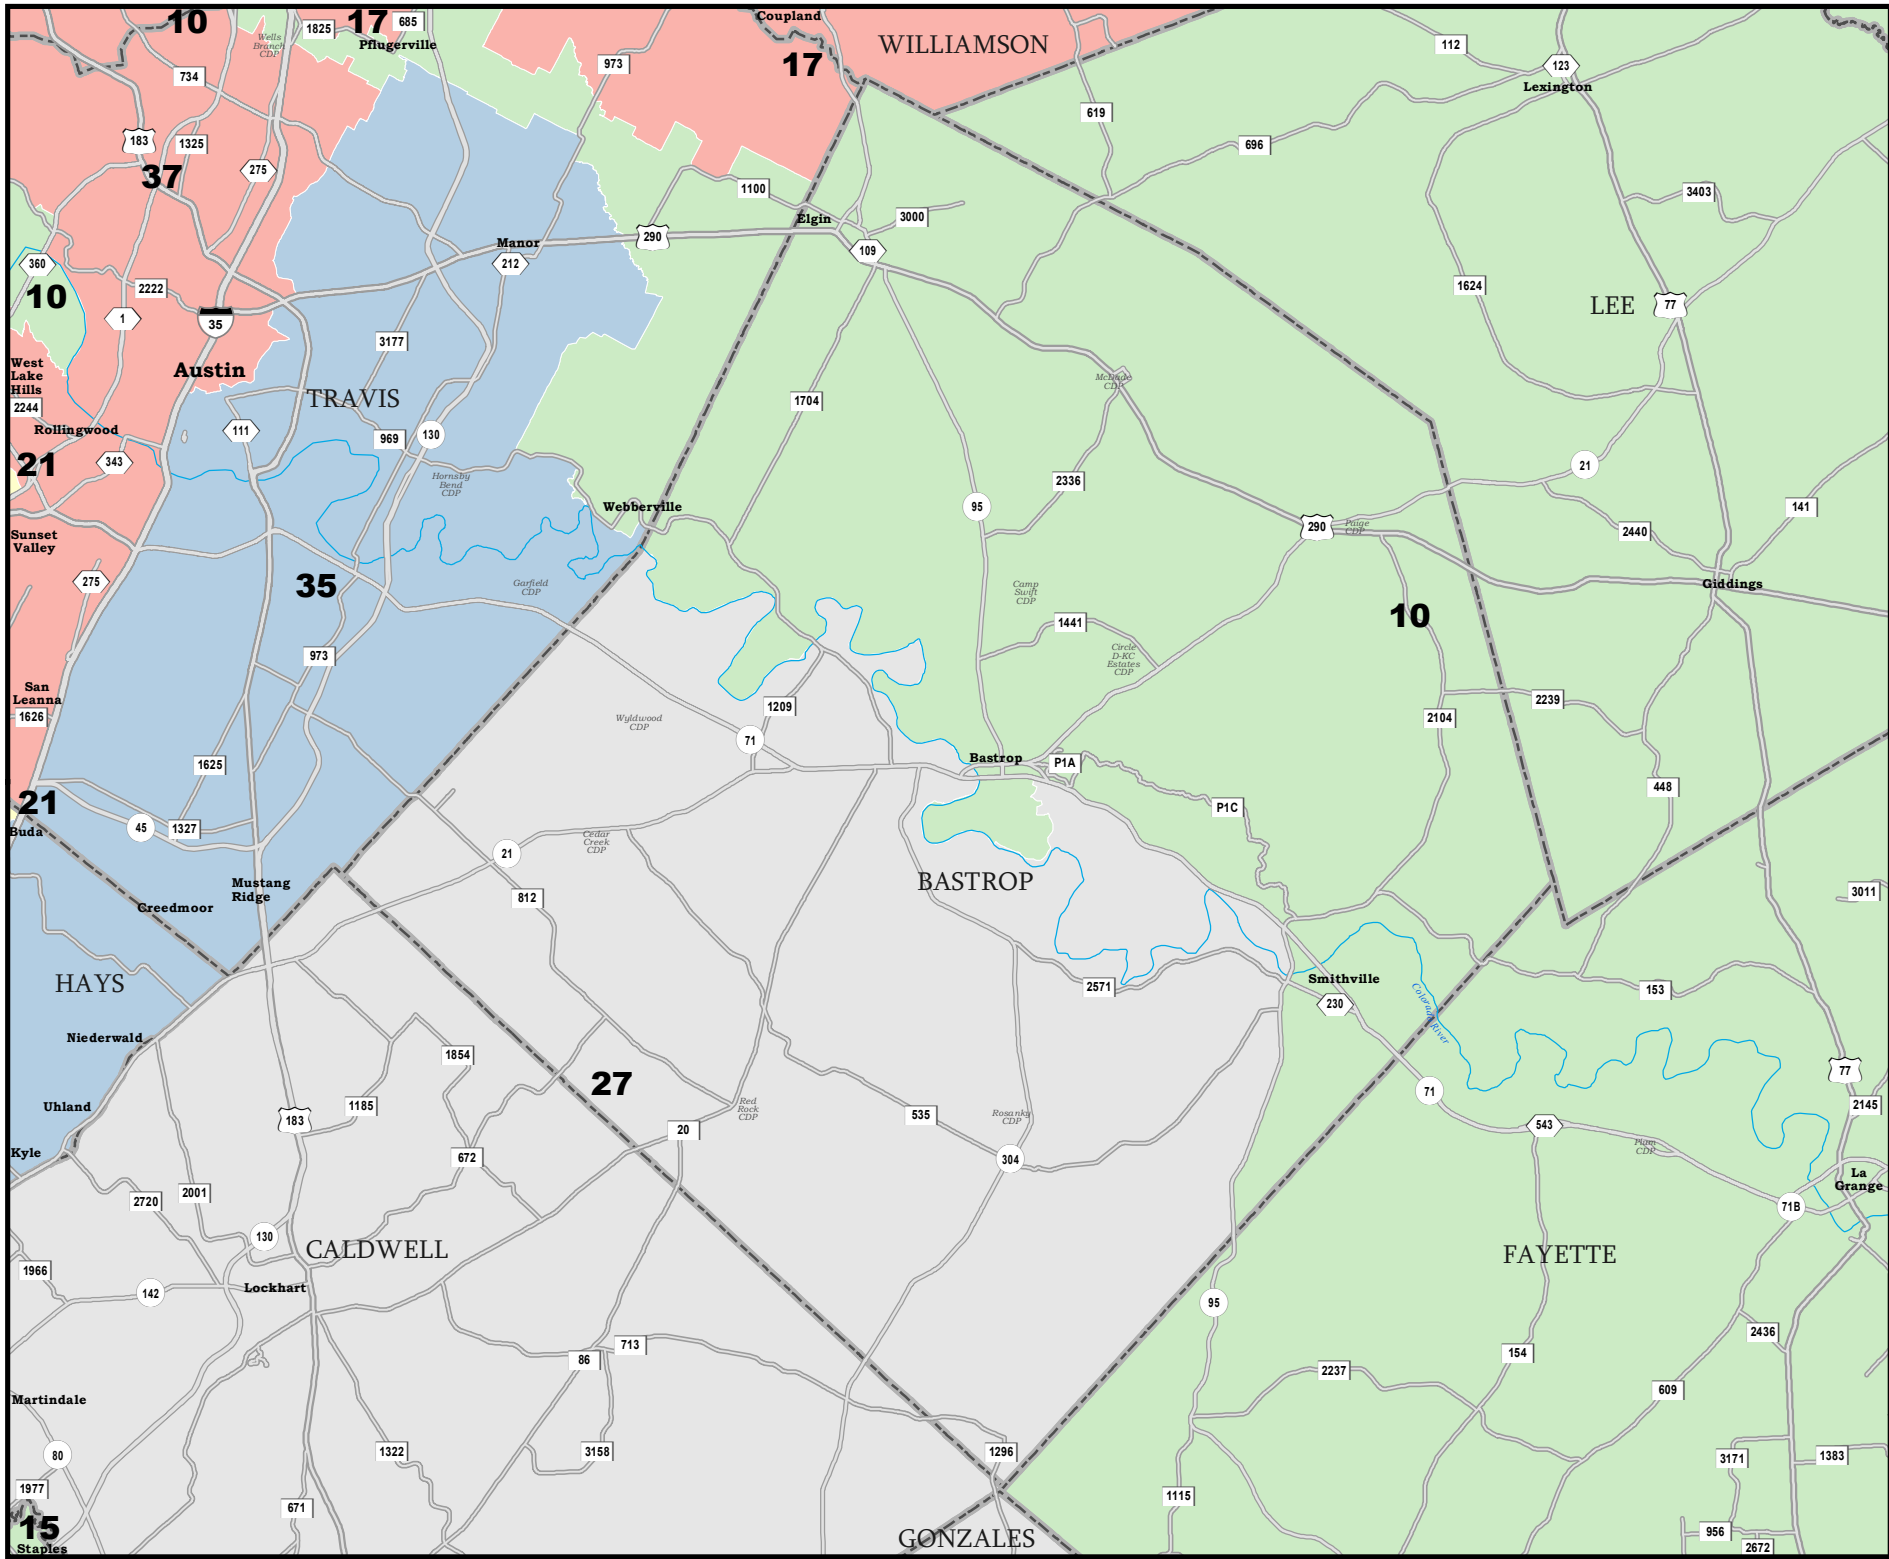 10
1825
17
685
Pflugerville
Wells
Branch
CDP
Coupland
WILLIAMSON
17
112
123
Lexington
734
973
619
183
1325
275
37
696
1100
3403
Elgin
3000
109
290
Manor
212
360
10
2222
1
35
1624
LEE
77
3177
West
Lake
Hills
Austin
TRAVIS
2244
Rollingwood
111
969
130
1704
McDade
CDP
21
343
Hornsby
Bend
CDP
2336
21
Webberville
95
141
Sunset
Valley
290
Paige
CDP
2440
275
35
Garfield
CDP
Camp
Swift
CDP
Giddings
10
1441
973
Circle
D-KC
Estates
CDP
San
Leanna
1626
1209
Wyldwood
CDP
2239
2104
71
1625
Bastrop
P1A
448
21
P1C
Buda
45
1327
21
Cedar
Creek
CDP
Mustang
Ridge
812
BASTROP
3011
Creedmoor
HAYS
2571
Smithville
230
Colorado River
153
Niederwald
1854
27
77
Uhland
1185
183
Red
Rock
CDP
535
Rosanky
CDP
71
2145
20
543
Kyle
672
304
Plum
CDP
La
Grange
2720
2001
71B
130
CALDWELL
FAYETTE
1966
142
Lockhart
95
713
86
2436
154
2237
Martindale
609
80
1322
3158
1296
3171
1383
1977
671
1115
15
Staples
GONZALES
956
2672